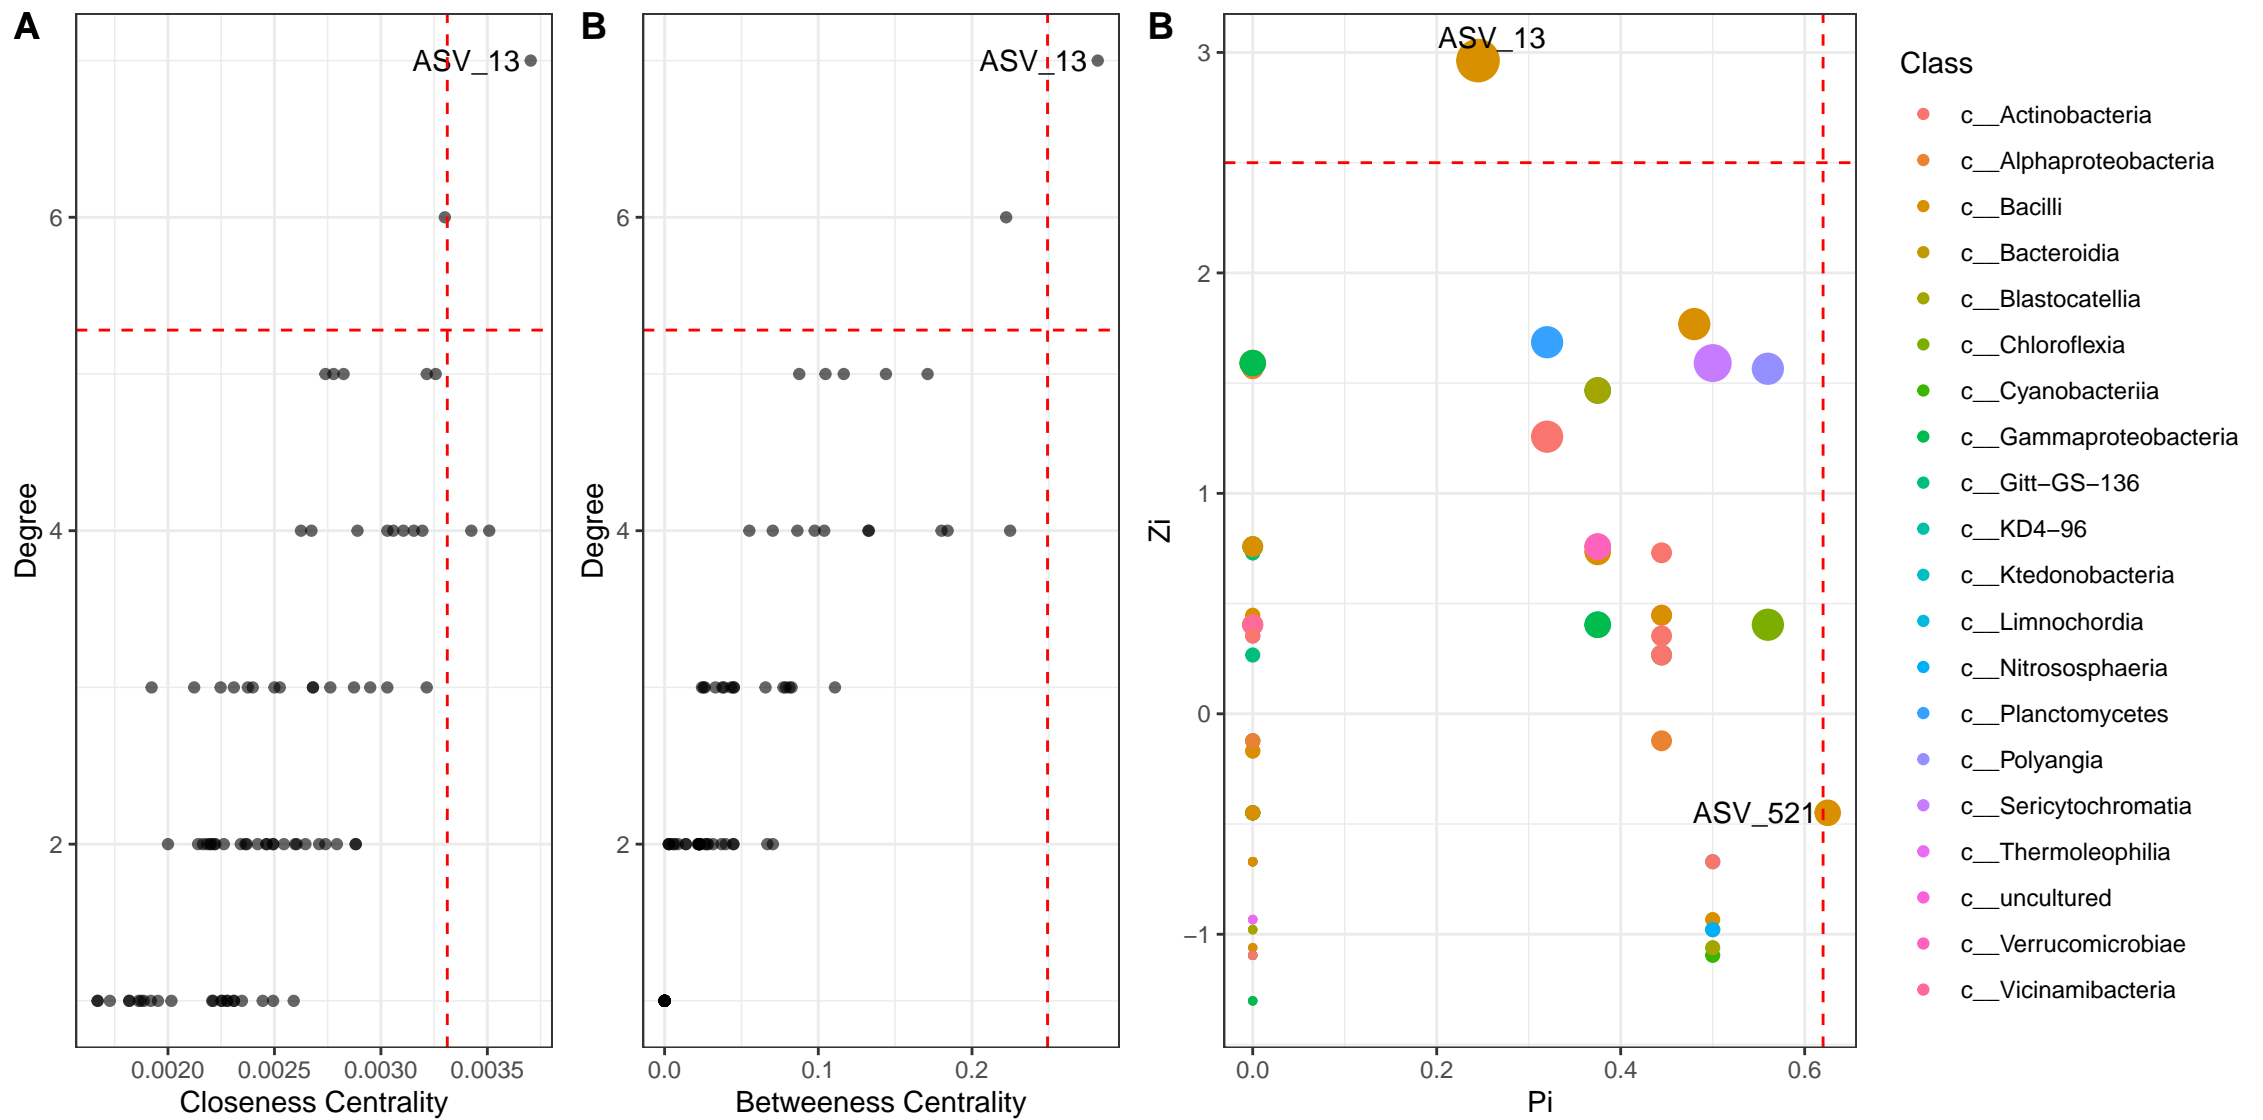 A
ASV_13
6
4
2
Degree
0.0020 0.0025 0.0030 0.0035
Closeness Centrality
B
ASV_13
6
4
2
Degree
0.0 0.1 0.2
Betweeness Centrality
B
ASV_13
3
2
1
0
−1
Zi
ASV_521
0.0 0.2 0.4 0.6
Pi
Class
c__Actinobacteria
c__Alphaproteobacteria
c__Bacilli
c__Bacteroidia
c__Blastocatellia
c__Chloroflexia
c__Cyanobacteriia
c__Gammaproteobacteria
c__Gitt−GS−136
c__KD4−96
c__Ktedonobacteria
c__Limnochordia
c__Nitrososphaeria
c__Planctomycetes
c__Polyangia
c__Sericytochromatia
c__Thermoleophilia
c__uncultured
c__Verrucomicrobiae
c__Vicinamibacteria